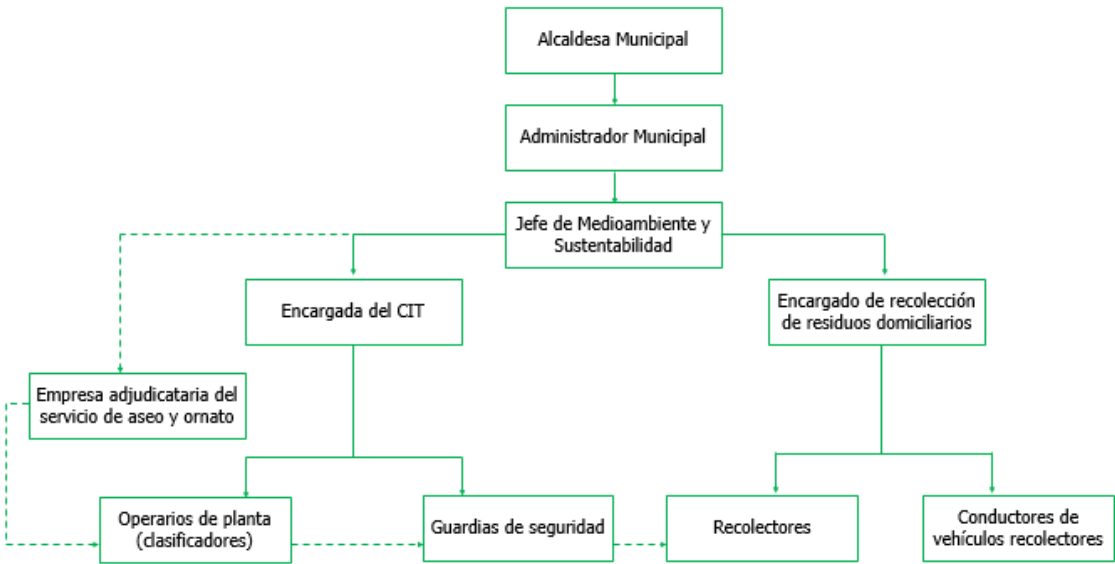 Alcaldesa Municipal
Administrador Municipal
Jefe de Medioambiente y
Sustentabilidad
Encargada del CIT
Encargado de recolección
de residuos domiciliarios
Empresa adjudicataria del
servicio de aseo y ornato
Operarios de planta
(clasificadores)
Guardias de seguridad
Recolectores
Conductores de
vehículos recolectores